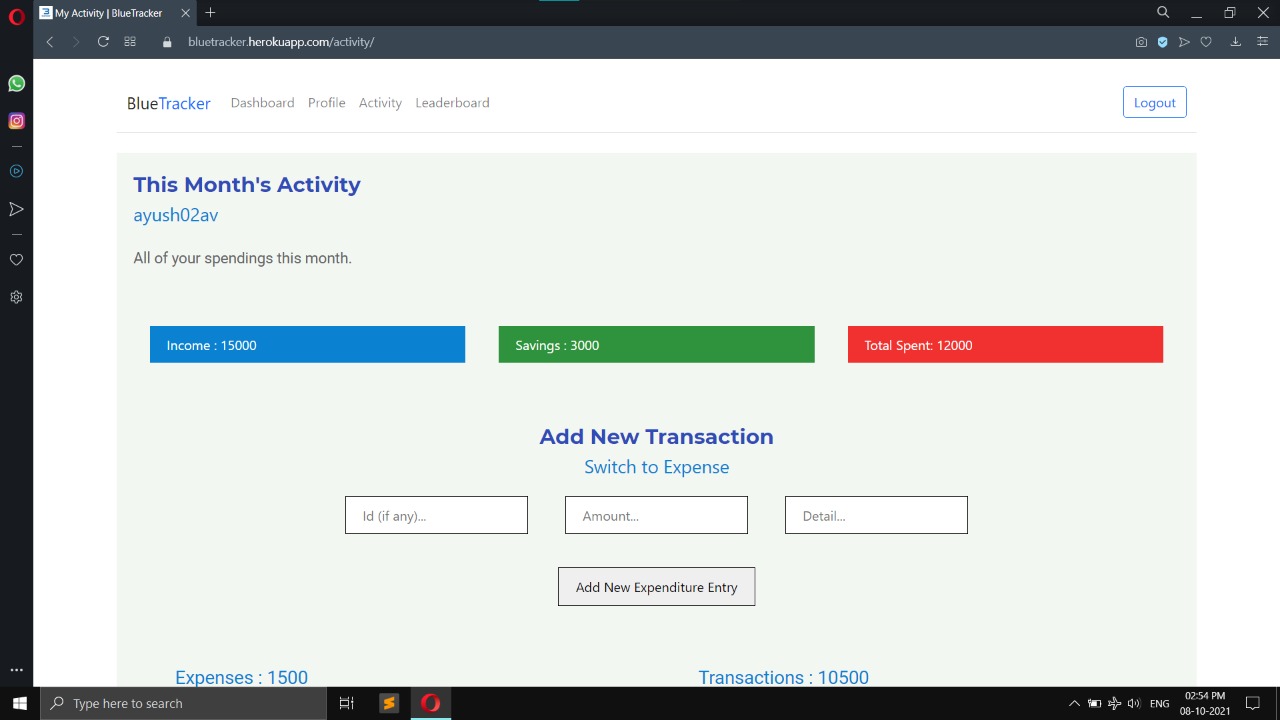 My Activity | BlueTracker
bluetracker.herokuapp.com/activity/
BlueTracker Dashboard Profile Activity Leaderboard Logout
This Month's Activity
ayush02av
All of your spendings this month.
Income : 15000 Savings : 3000 Total Spent: 12000
Add New Transaction
Switch to Expense
Id (if any)... Amount... Detail...
Add New Expenditure Entry
Expenses : 1500 Transactions : 10500
Type here to search
ENG
02:54 PM
08-10-2021